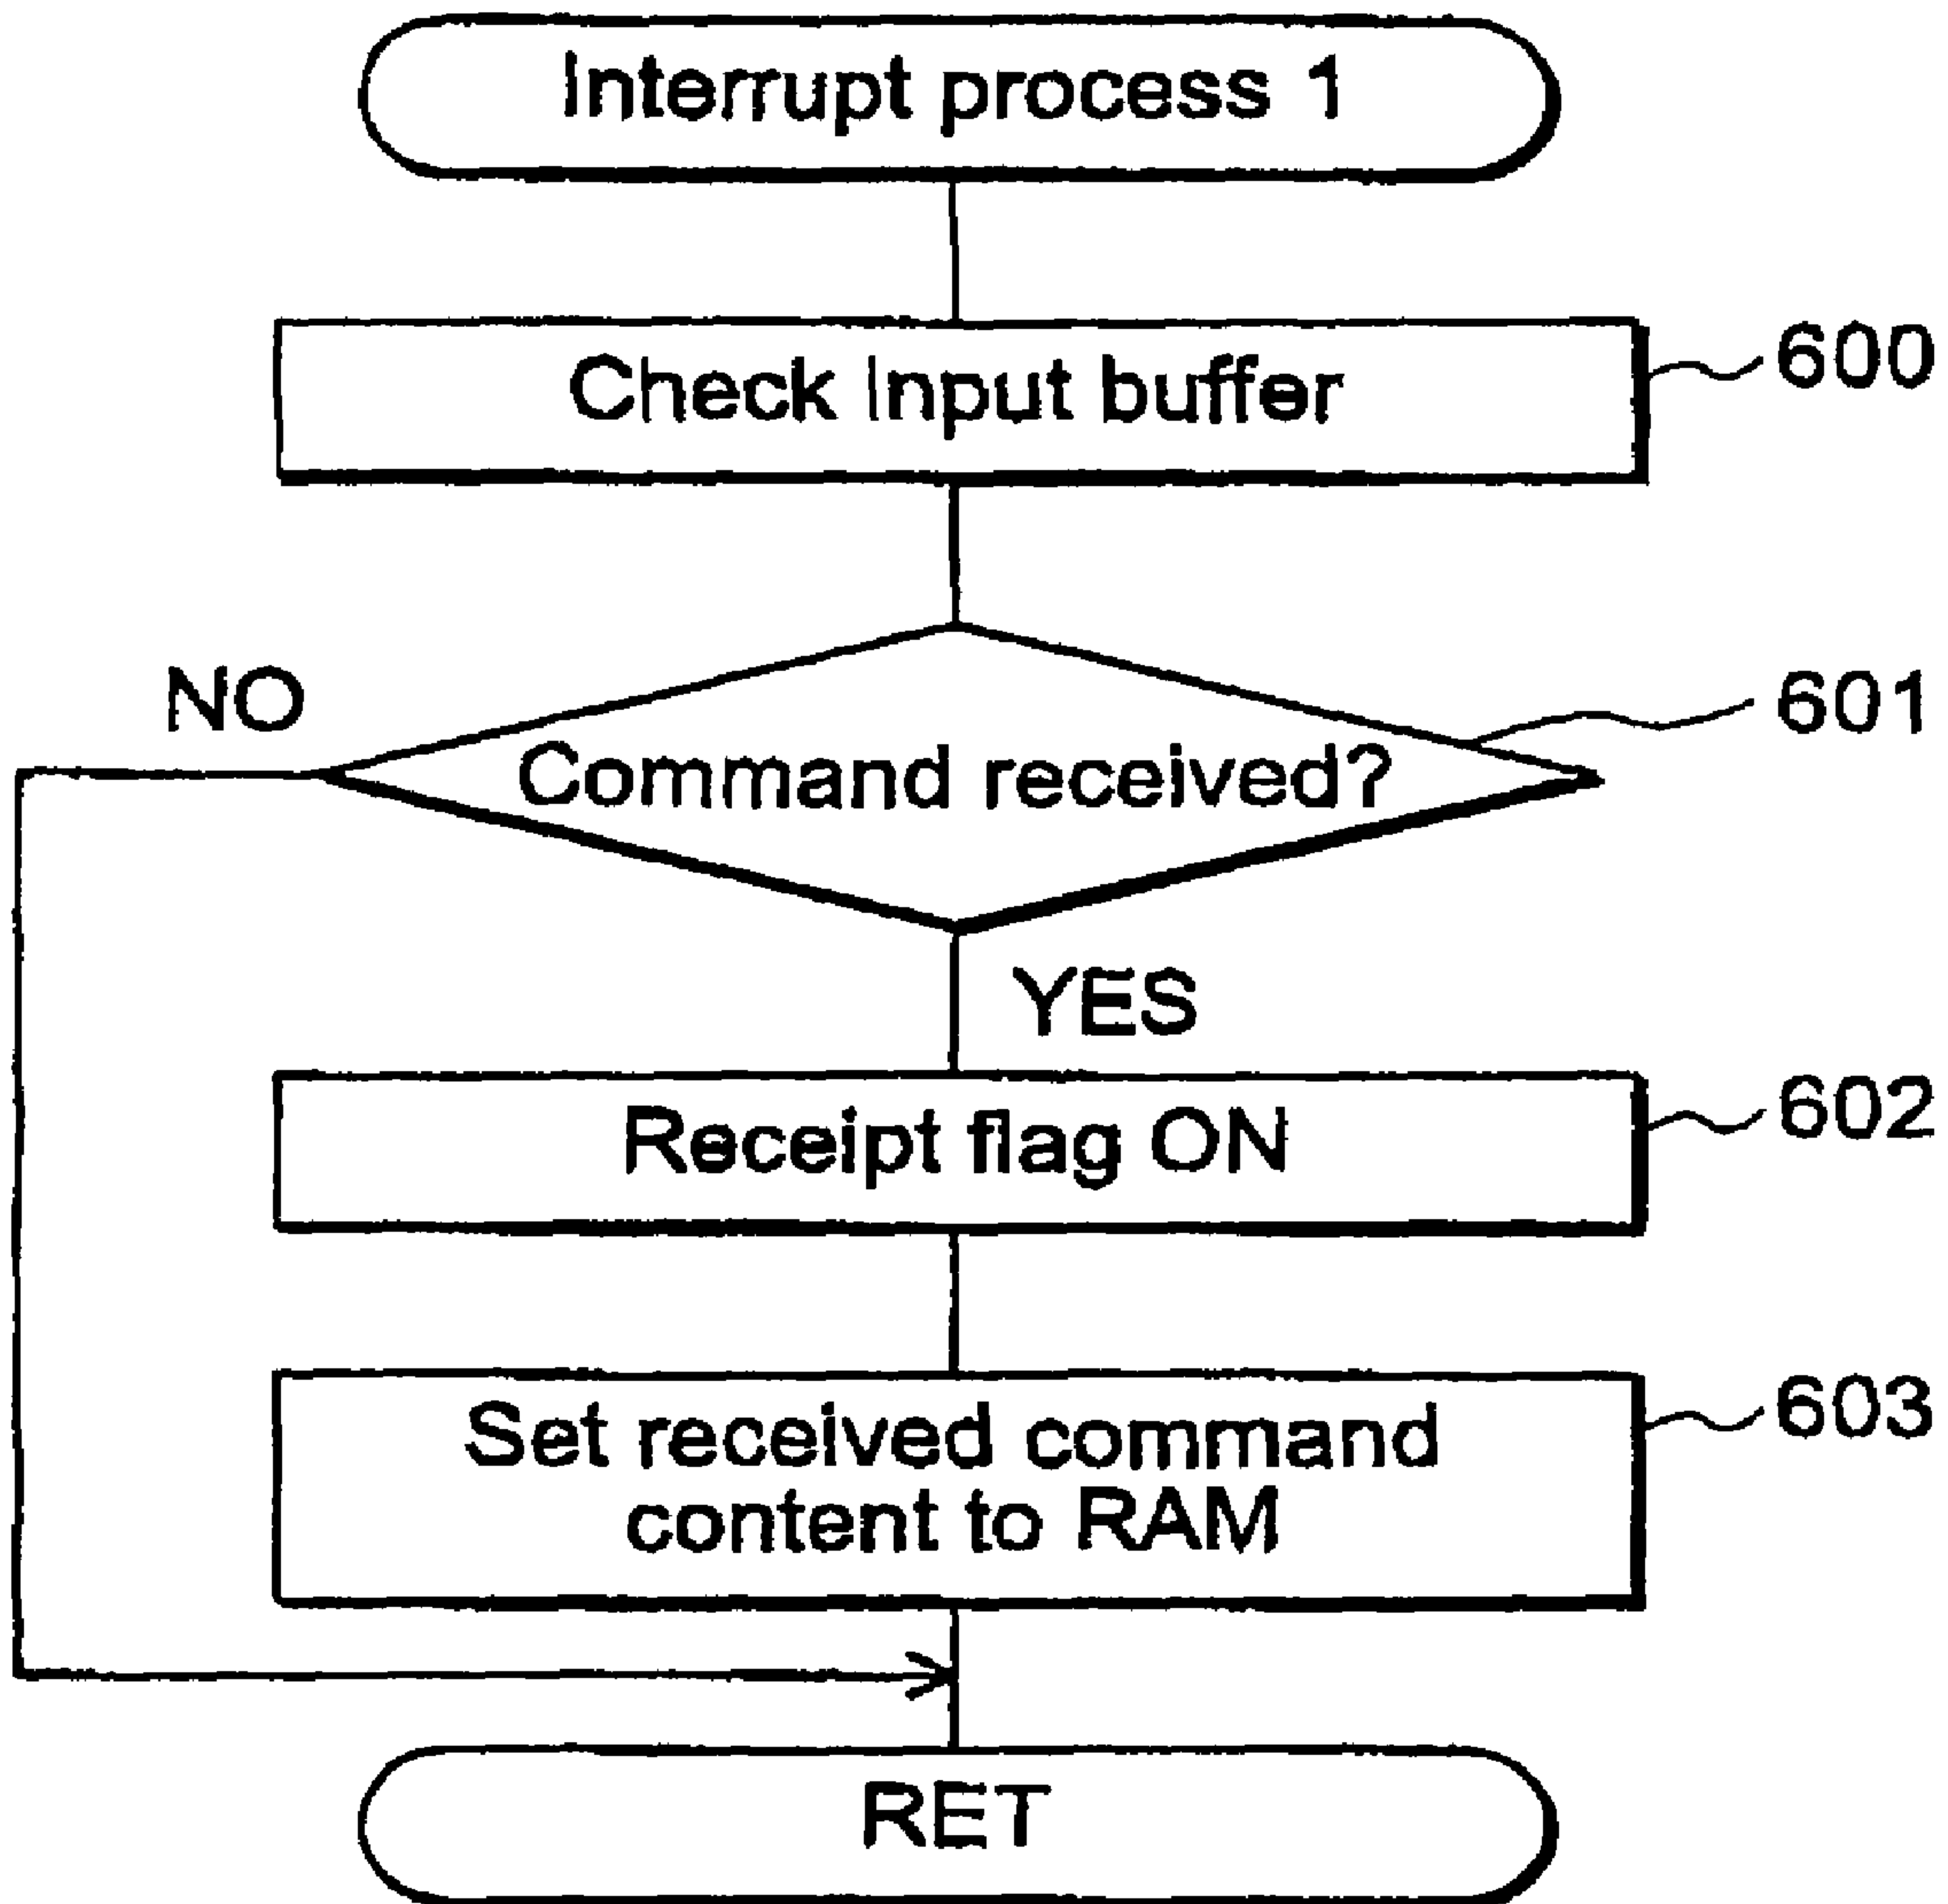 Interrupt process 1
Check Input buffer
600
NO
601
Command received?
YES
Receipt flag ON
602
Set received command
content to RAM
603
RET